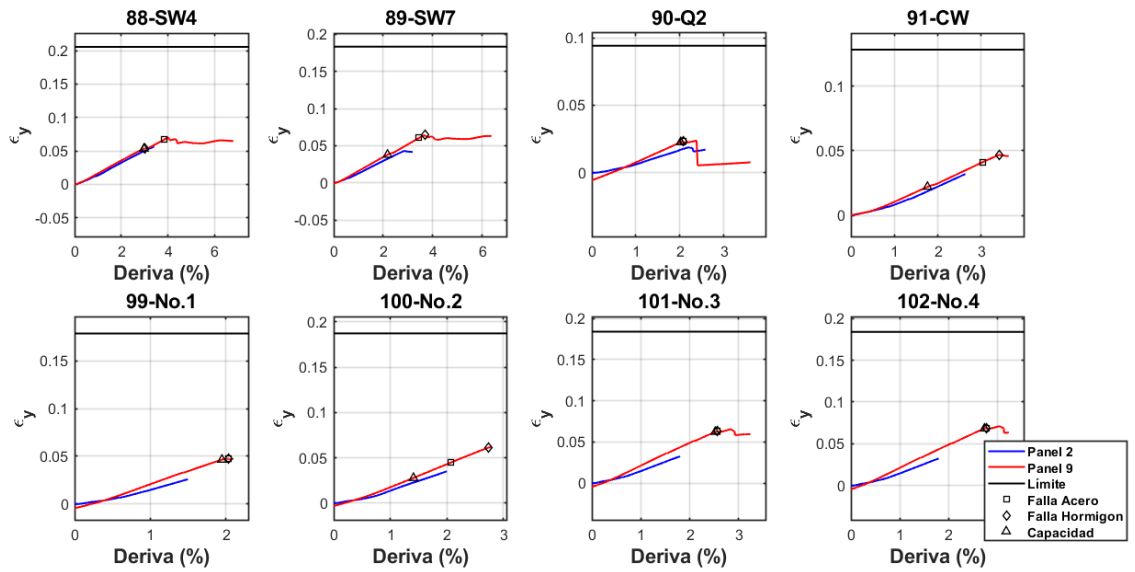 88-SW4
89-SW7
90-Q2
91-CW
0.2
0.15
0.1
0.05
0
-0.05
ϵy
0 2 4 6
Deriva (%)
0.2
0.15
0.1
0.05
0
-0.05
ϵy
0 2 4 6
Deriva (%)
0.1
0.05
0
ϵy
0 1 2 3
Deriva (%)
0.1
0.05
0
ϵy
0 1 2 3
Deriva (%)
99-No.1
100-No.2
101-No.3
102-No.4
0.15
0.1
0.05
0
ϵy
0 1 2
Deriva (%)
0.2
0.15
0.1
0.05
0
ϵy
0 1 2 3
Deriva (%)
0.2
0.15
0.1
0.05
0
ϵy
0 1 2 3
Deriva (%)
0.2
0.15
0.1
0.05
0
ϵy
0 1 2
Deriva (%)
Panel 2
Panel 9
Límite
Falla Acero
Falla Hormigon
Capacidad